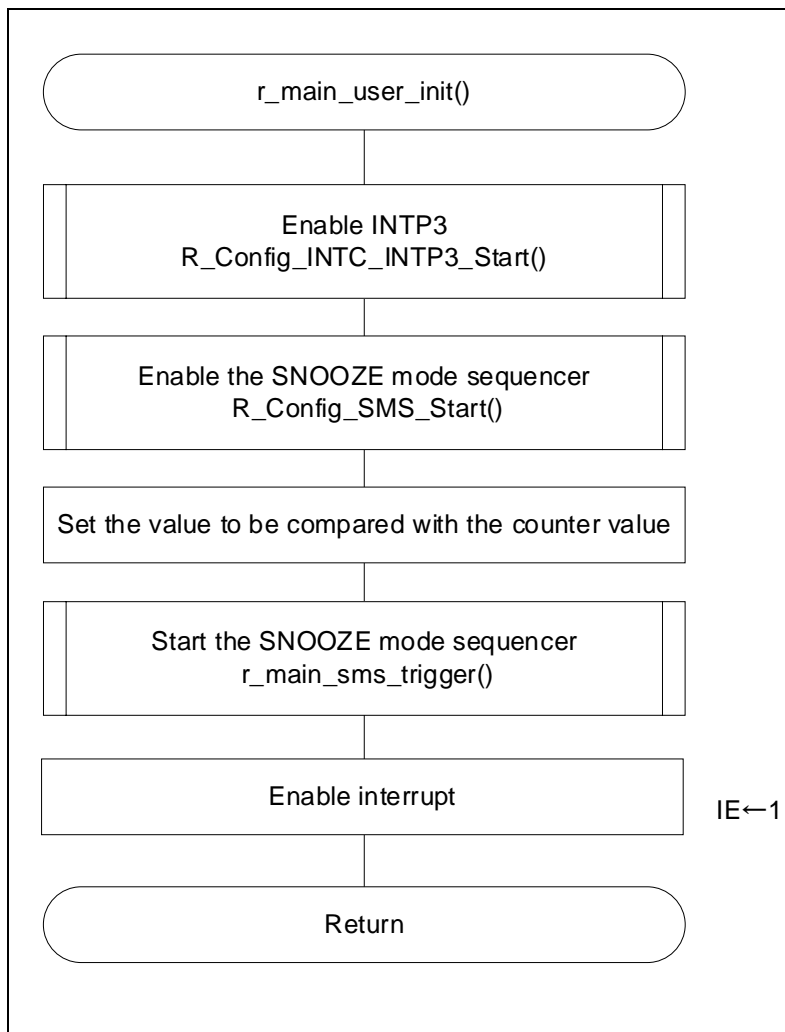 r_main_user_init()
Enable INTP3
R_Config_INTC_INTP3_Start()
Enable the SNOOZE mode sequencer
R_Config_SMS_Start()
Set the value to be compared with the counter value
Start the SNOOZE mode sequencer
r_main_sms_trigger()
Enable interrupt
IE←1
Return